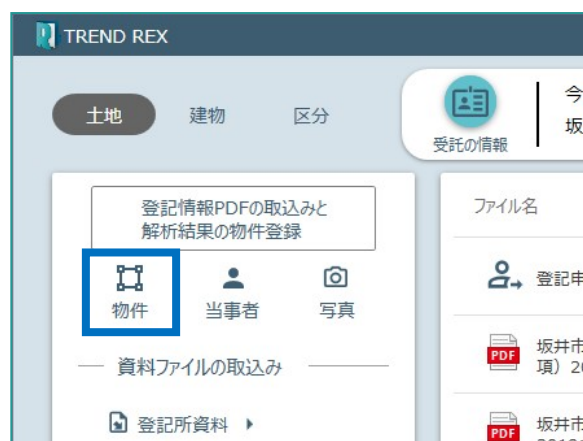 TREND REX
土地
建物
区分
受託の情報
今
坂
登記情報PDFの取込みと
解析結果の物件登録
物件
当事者
写真
資料ファイルの取込み
登記所資料
ファイル名
登記申
PDF
坂井市
項）20
PDF
坂井市